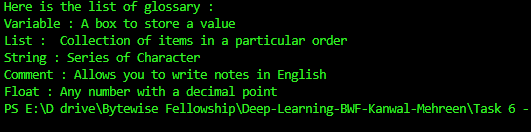 Here is the list of glossary :
Variable : A box to store a value
List :  Collection of items in a particular order
String : Series of Character
Comment : Allows you to write notes in English
Float : Any number with a decimal point
PS E:\D drive\Bytewise Fellowship\Deep-Learning-BWF-Kanwal-Mehreen\Task 6 -